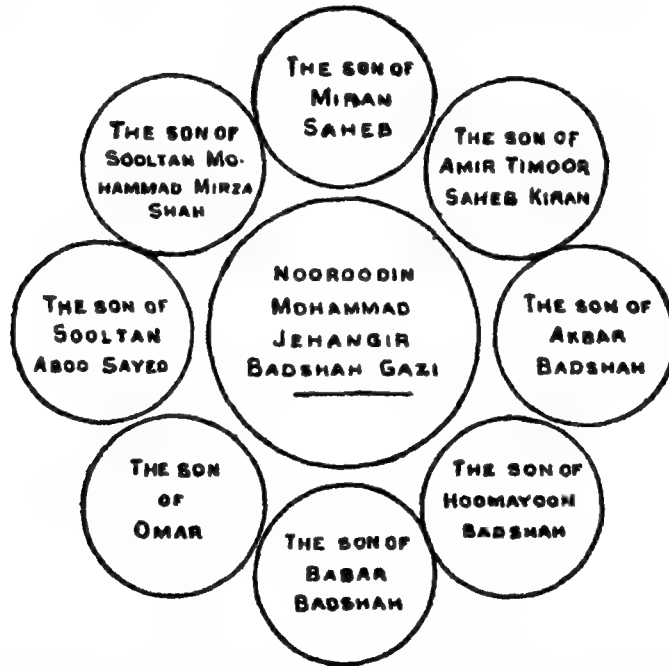 THE SON OF
MIRAN
SAHEB
THE SON OF
AMIR TIMOOR
SAHEB KIRAN
THE SON OF
AKBAR
BADSHAH
THE SON OF
HOOMAYOON
BADSHAH
THE SON OF
BABAR
BADSHAH
THE SON
OF
OMAR
THE SON OF
SOOLTAN
ABOO SAYED
THE SON OF
SOOLTAN MO-
HAMMAD MIRZA
SHAH
NOOROODIN
MOHAMMAD
JEHANGIR
BADSHAH GAZI